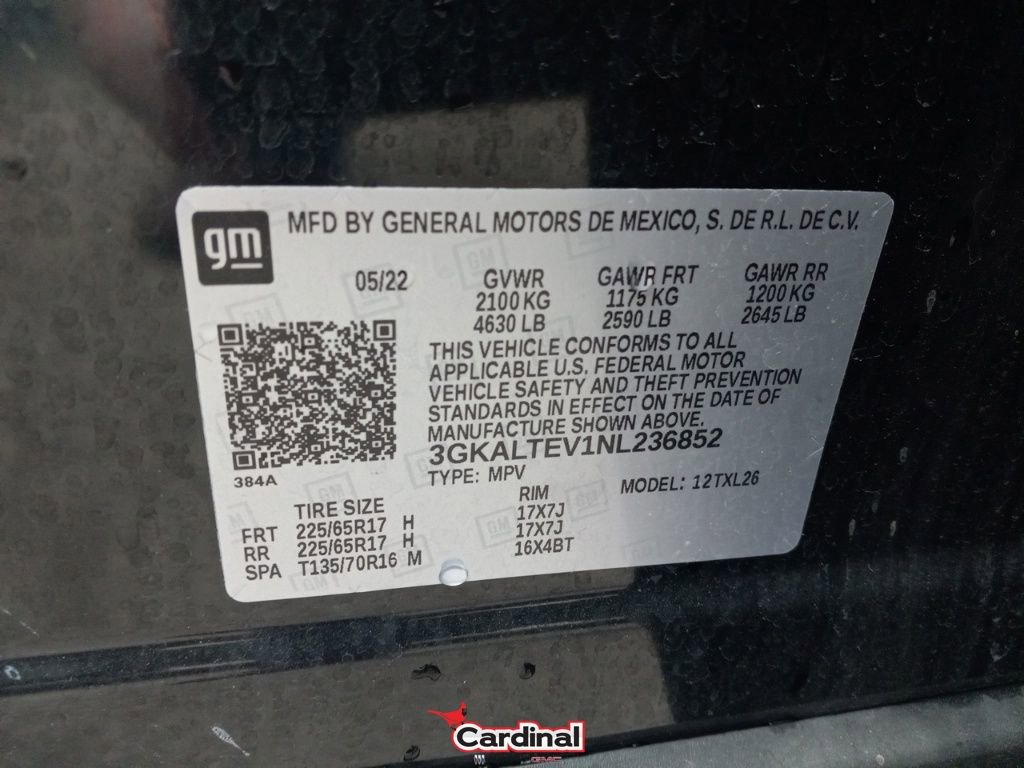 gm
MFD BY GENERAL MOTORS DE MEXICO, S. DE R.L. DE C.V.
05/22 GVWR GAWR FRT GAWR RR
2100 KG 1175 KG 1200 KG
4630 LB 2590 LB 2645 LB
THIS VEHICLE CONFORMS TO ALL
APPLICABLE U.S. FEDERAL MOTOR
VEHICLE SAFETY AND THEFT PREVENTION
STANDARDS IN EFFECT ON THE DATE OF
MANUFACTURE SHOWN ABOVE.
3GKALTEV1NL236852
384A
TYPE: MPV MODEL: 12TXL26
TIRE SIZE RIM
FRT 225/65R17 H 17X7J
RR 225/65R17 H 17X7J
SPA T135/70R16 M 16X4BT
Cardinal
GMC